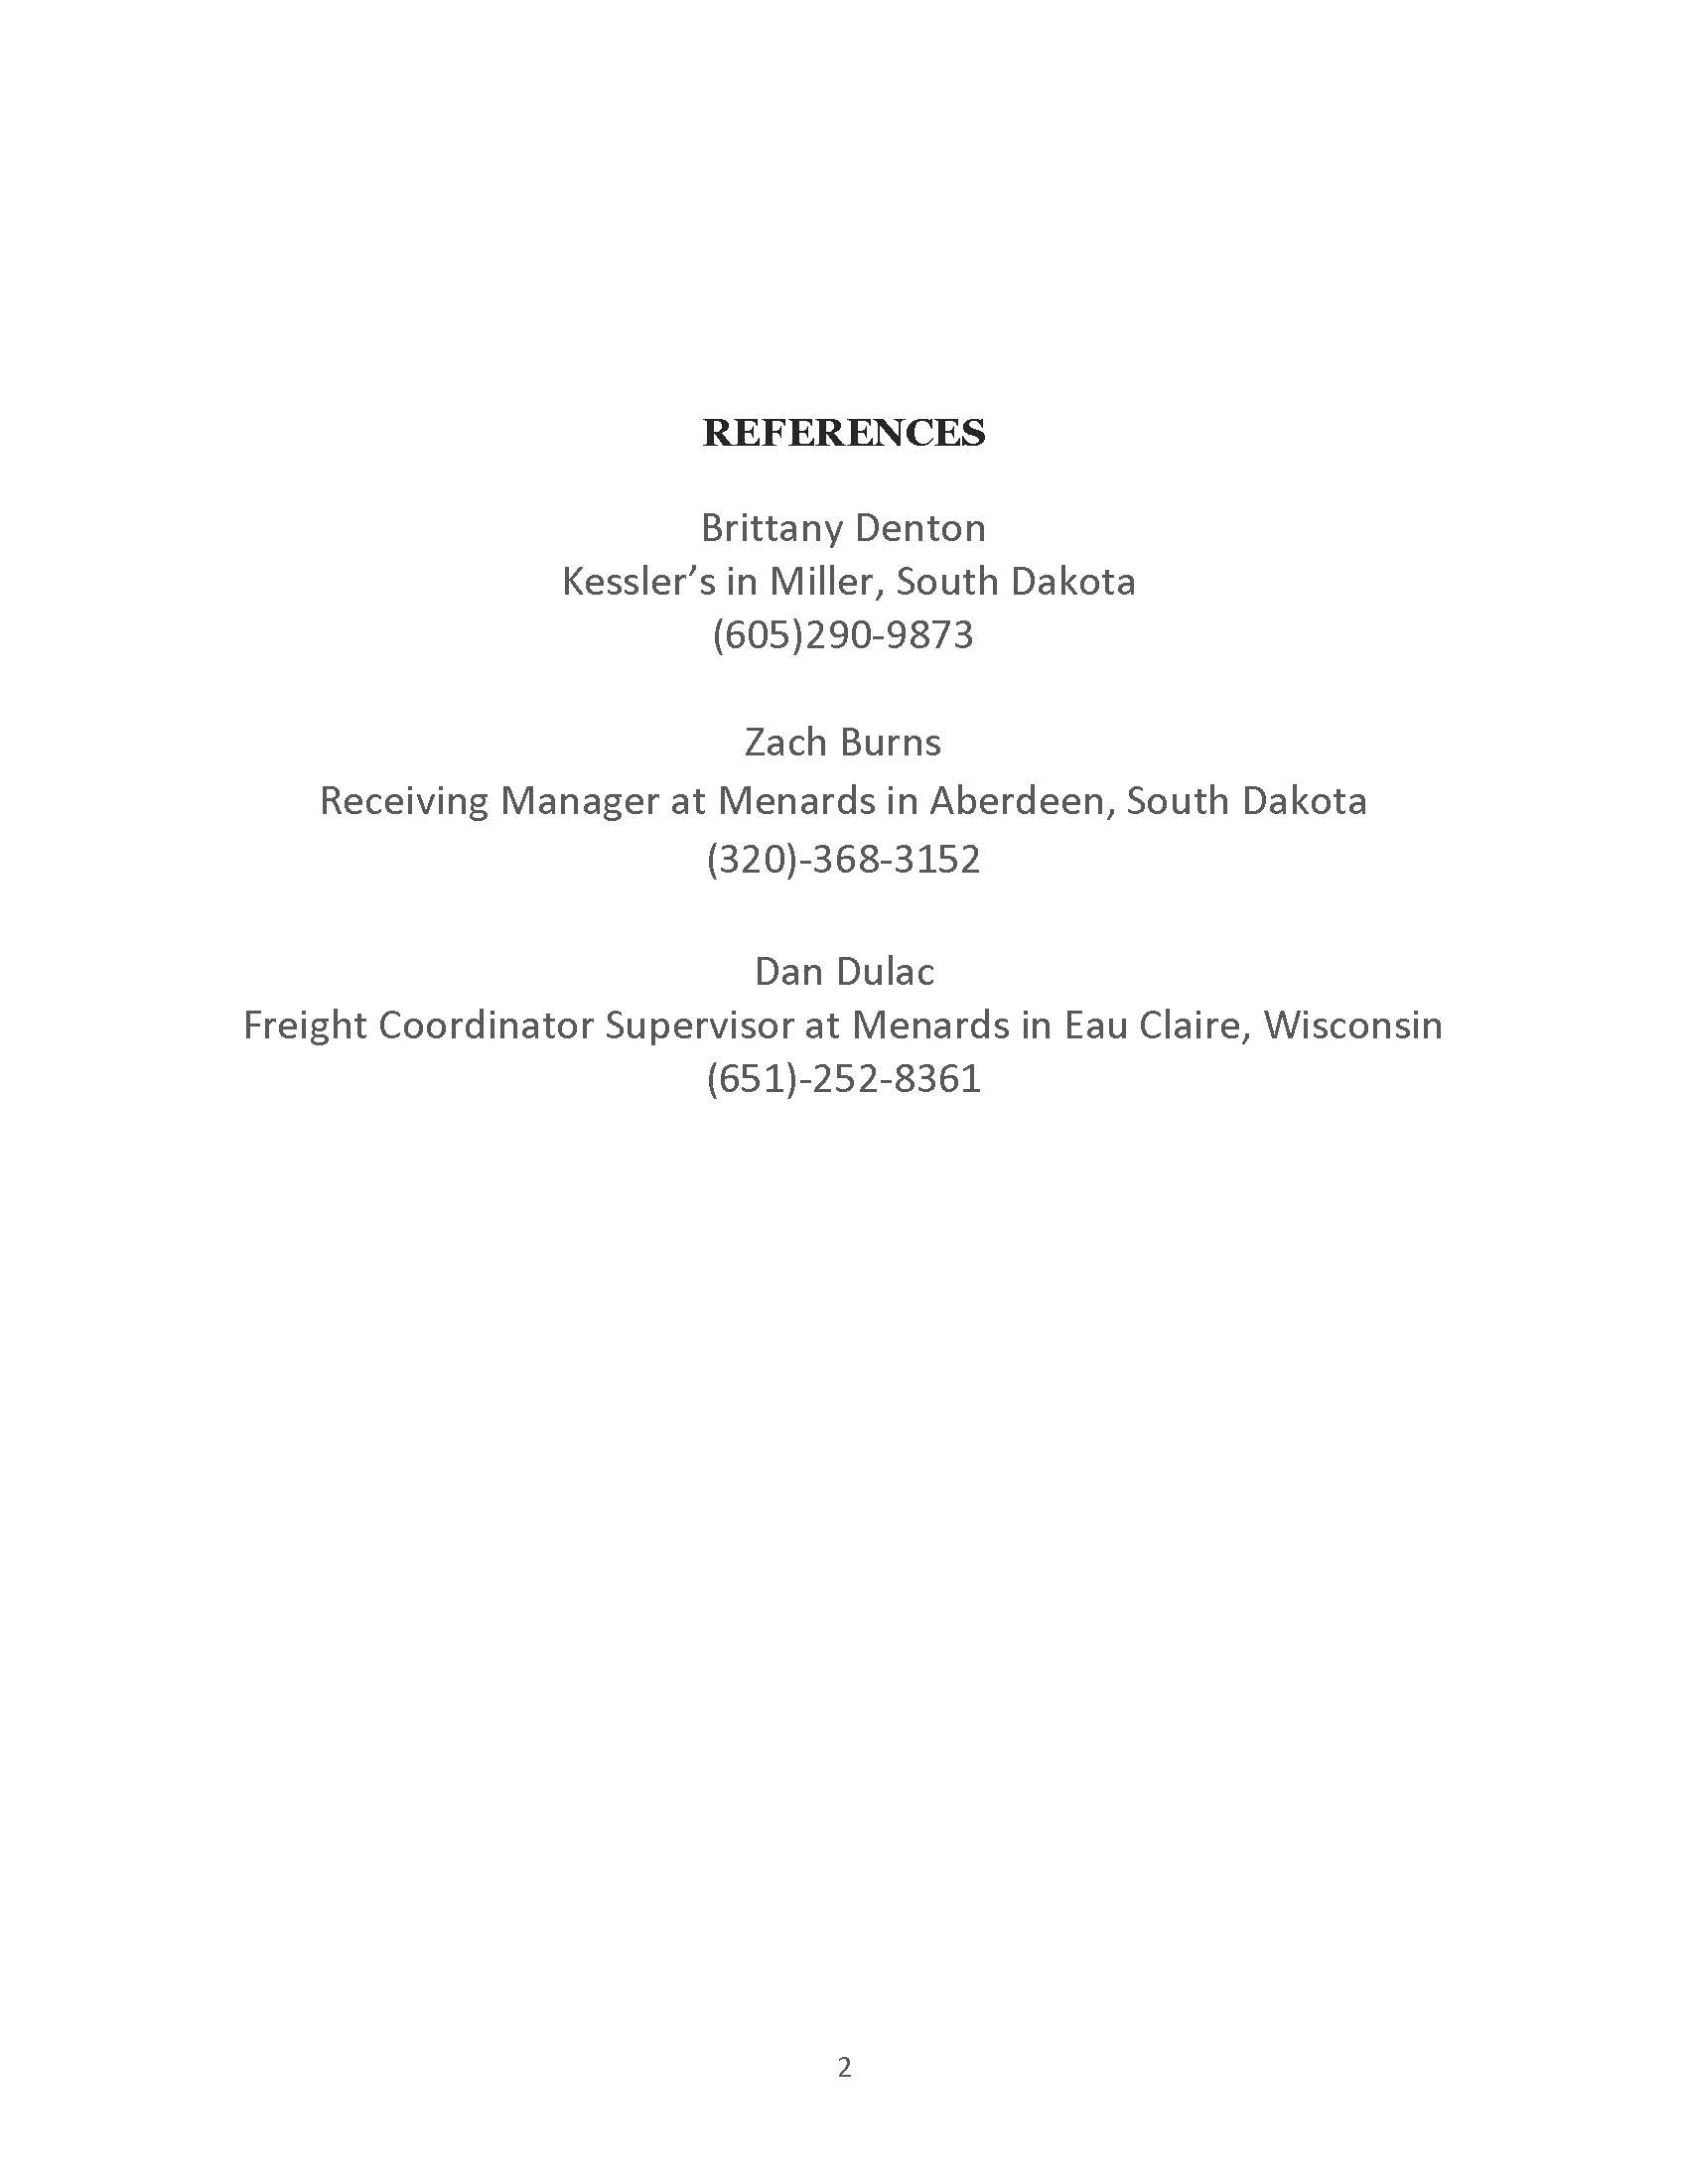 REFERENCES
Brittany Denton
Kessler’s in Miller, South Dakota
(605)290-9873
Zach Burns
Receiving Manager at Menards in Aberdeen, South Dakota
(320)-368-3152
Dan Dulac
Freight Coordinator Supervisor at Menards in Eau Claire, Wisconsin
(651)-252-8361
2